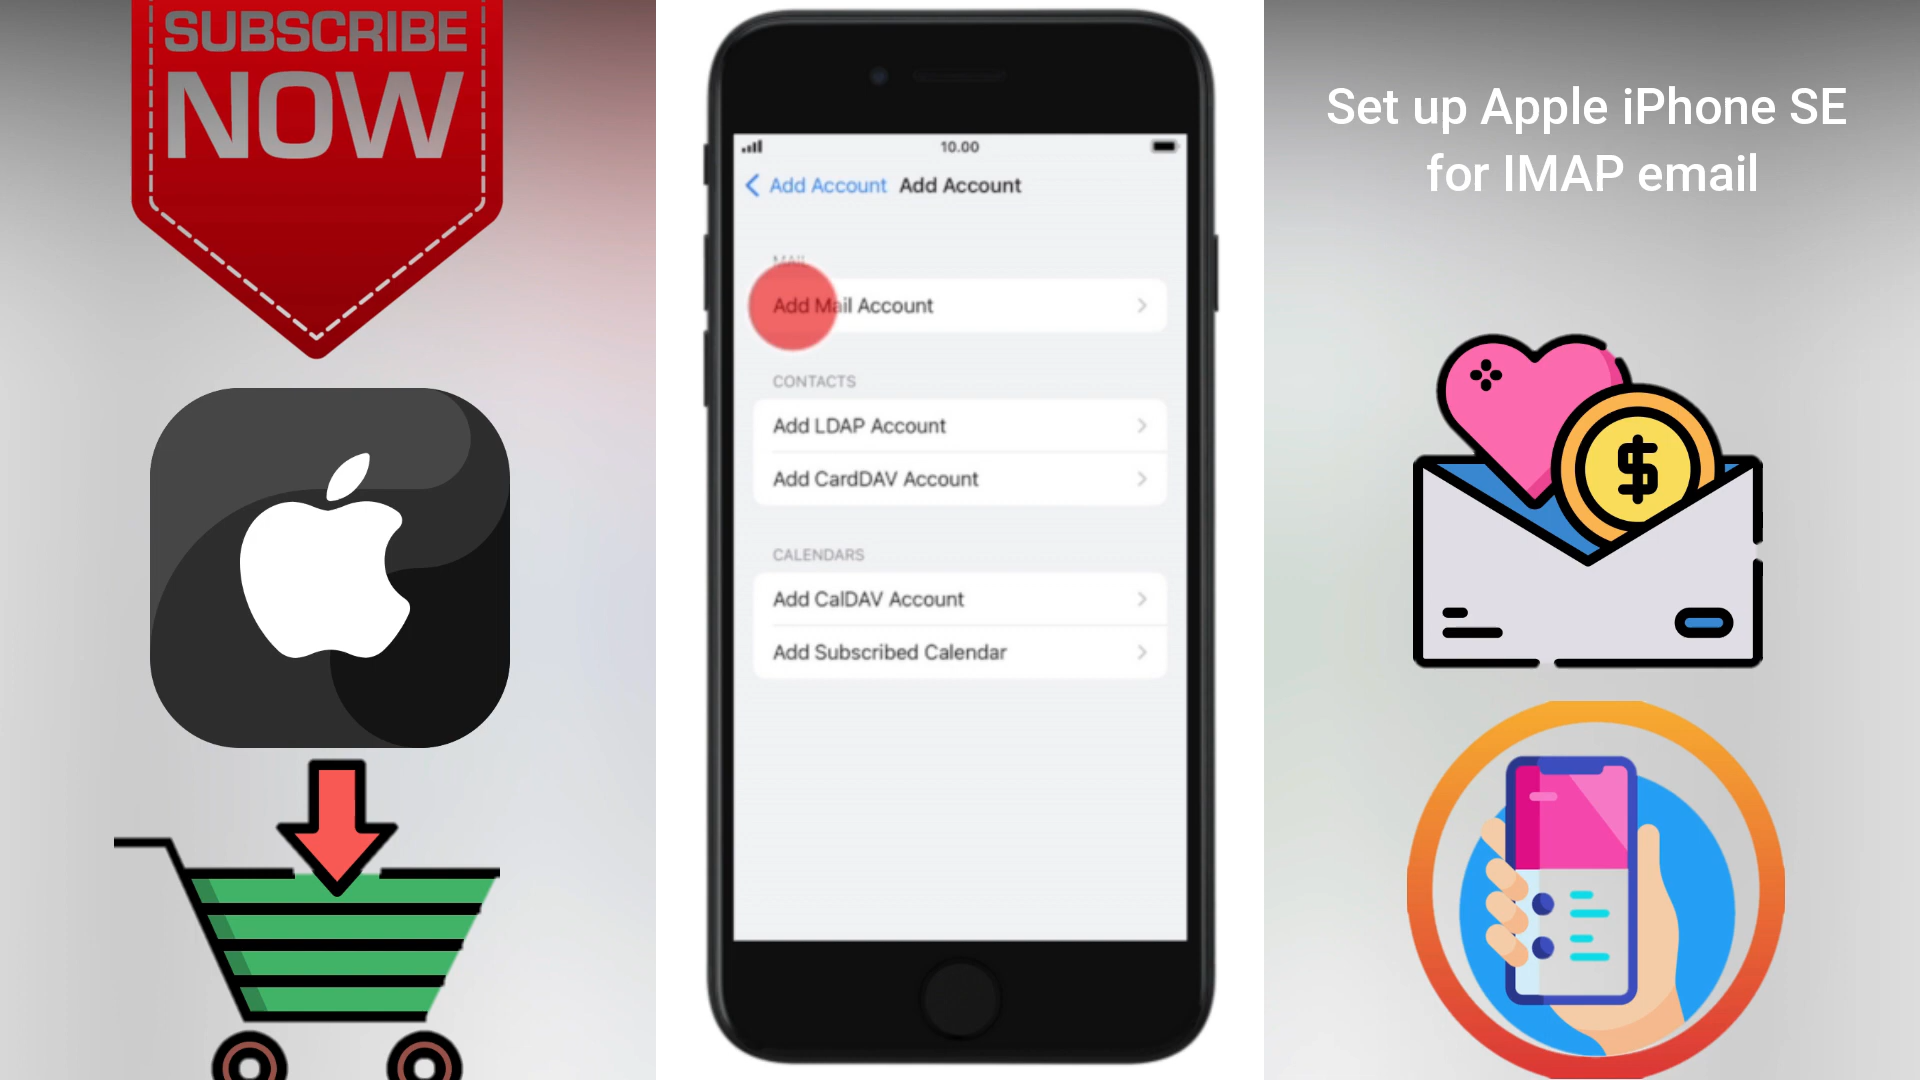 SUBSCRIBE
NOW
10.00
Add Account Add Account
MAIL
Add Mail Account
CONTACTS
Add LDAP Account
Add CardDAV Account
CALENDARS
Add CalDAV Account
Add Subscribed Calendar
Set up Apple iPhone SE
for IMAP email
$